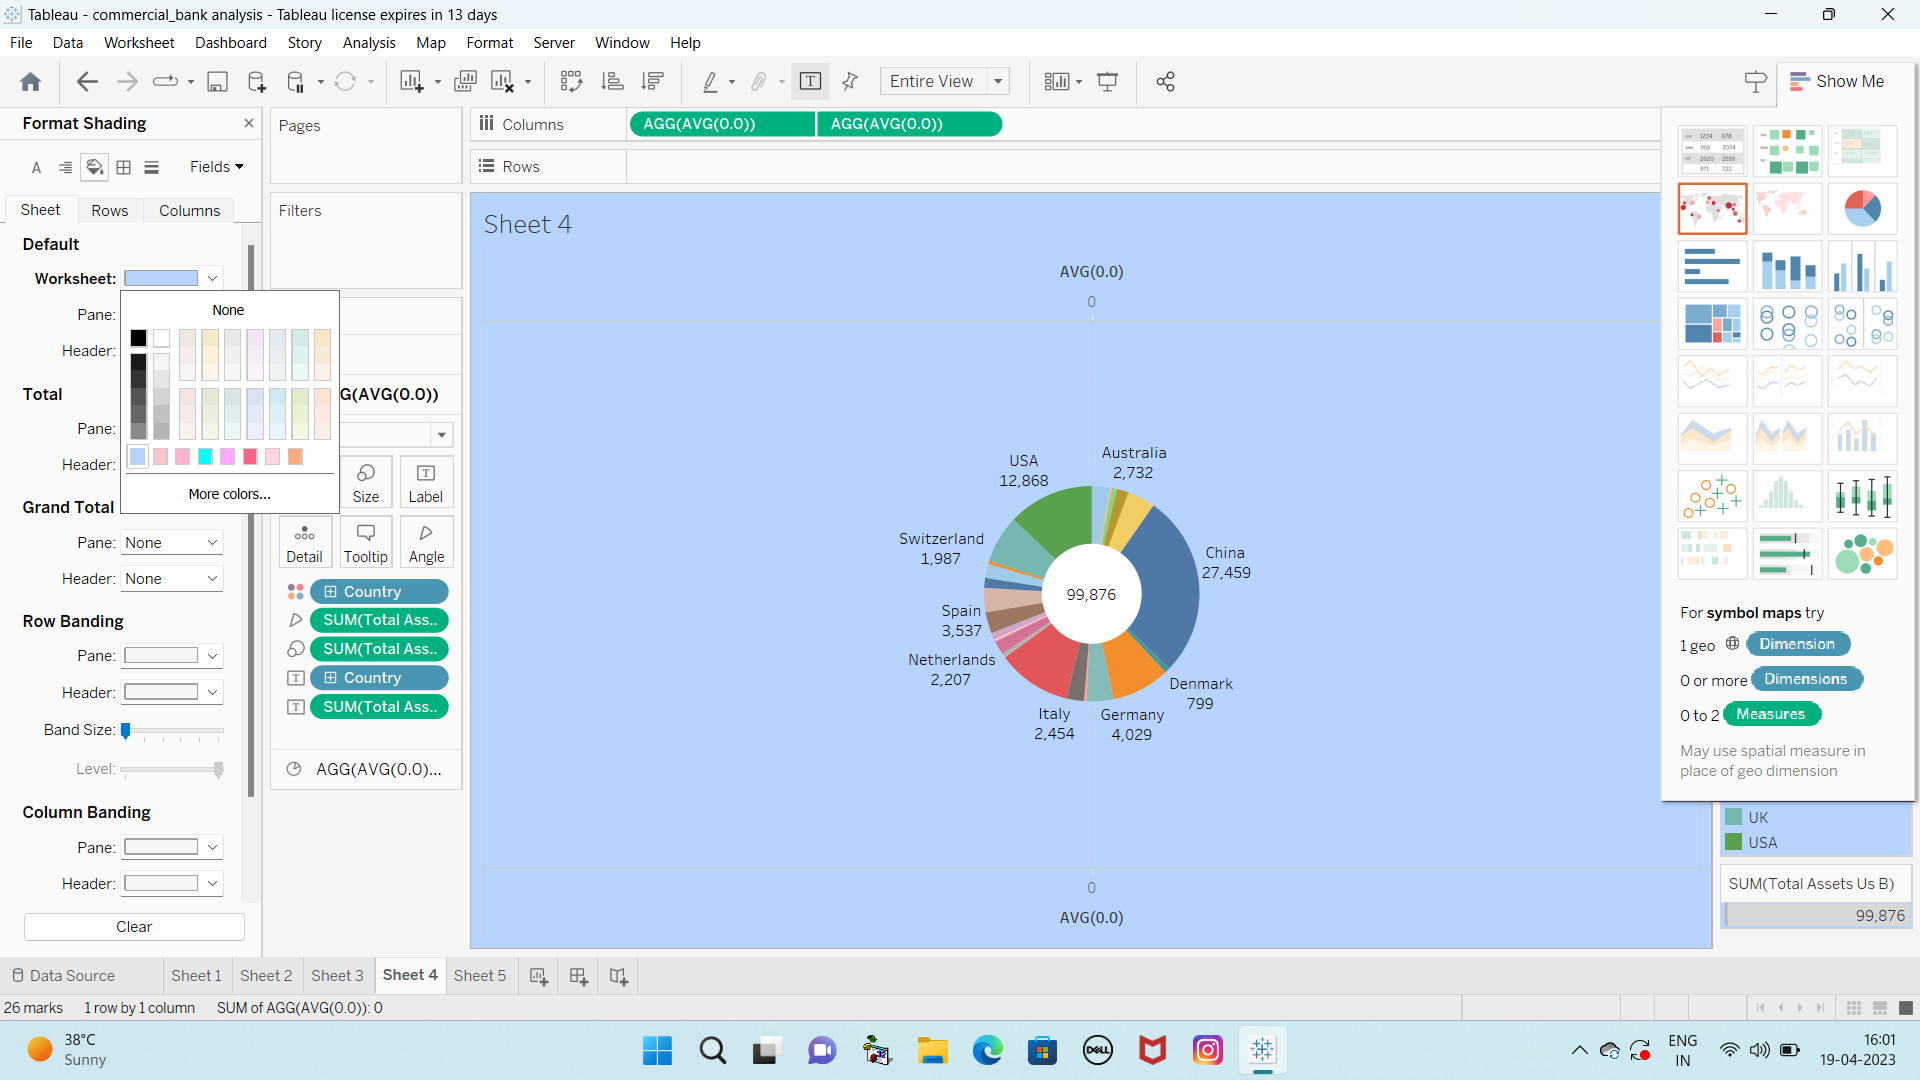 Tableau - commercial_bank analysis - Tableau license expires in 13 days
File Data Worksheet Dashboard Story Analysis Map Format Server Window Help
Entire View
Show Me
Format Shading
Fields
Sheet Rows Columns
Default
Worksheet:
Pane:
Header:
None
More colors...
Total
Pane:
Header:
Grand Total
Pane: None
Header: None
Row Banding
Pane:
Header:
Band Size:
Level:
Column Banding
Pane:
Header:
Clear
Pages
Filters
G(AVG(0.0))
Size
Label
Detail
Tooltip
Angle
Country
SUM(Total Ass..
SUM(Total Ass..
Country
SUM(Total Ass..
AGG(AVG(0.0)...
Columns
AGG(AVG(0.0))
AGG(AVG(0.0))
Rows
Sheet 4
AVG(0.0)
0
USA
12,868
Australia
2,732
Switzerland
1,987
China
27,459
99,876
Spain
3,537
Netherlands
2,207
Denmark
799
Italy
2,454
Germany
4,029
0
AVG(0.0)
1234 678
368 3034
2620 2559
971 322
For symbol maps try
1 geo Dimension
0 or more Dimensions
0 to 2 Measures
May use spatial measure in
place of geo dimension
UK
USA
SUM(Total Assets Us B)
99,876
Data Source
Sheet 1
Sheet 2
Sheet 3
Sheet 4
Sheet 5
26 marks
1 row by 1 column
SUM of AGG(AVG(0.0)): 0
38°C
Sunny
DELL
ENG
IN
16:01
19-04-2023